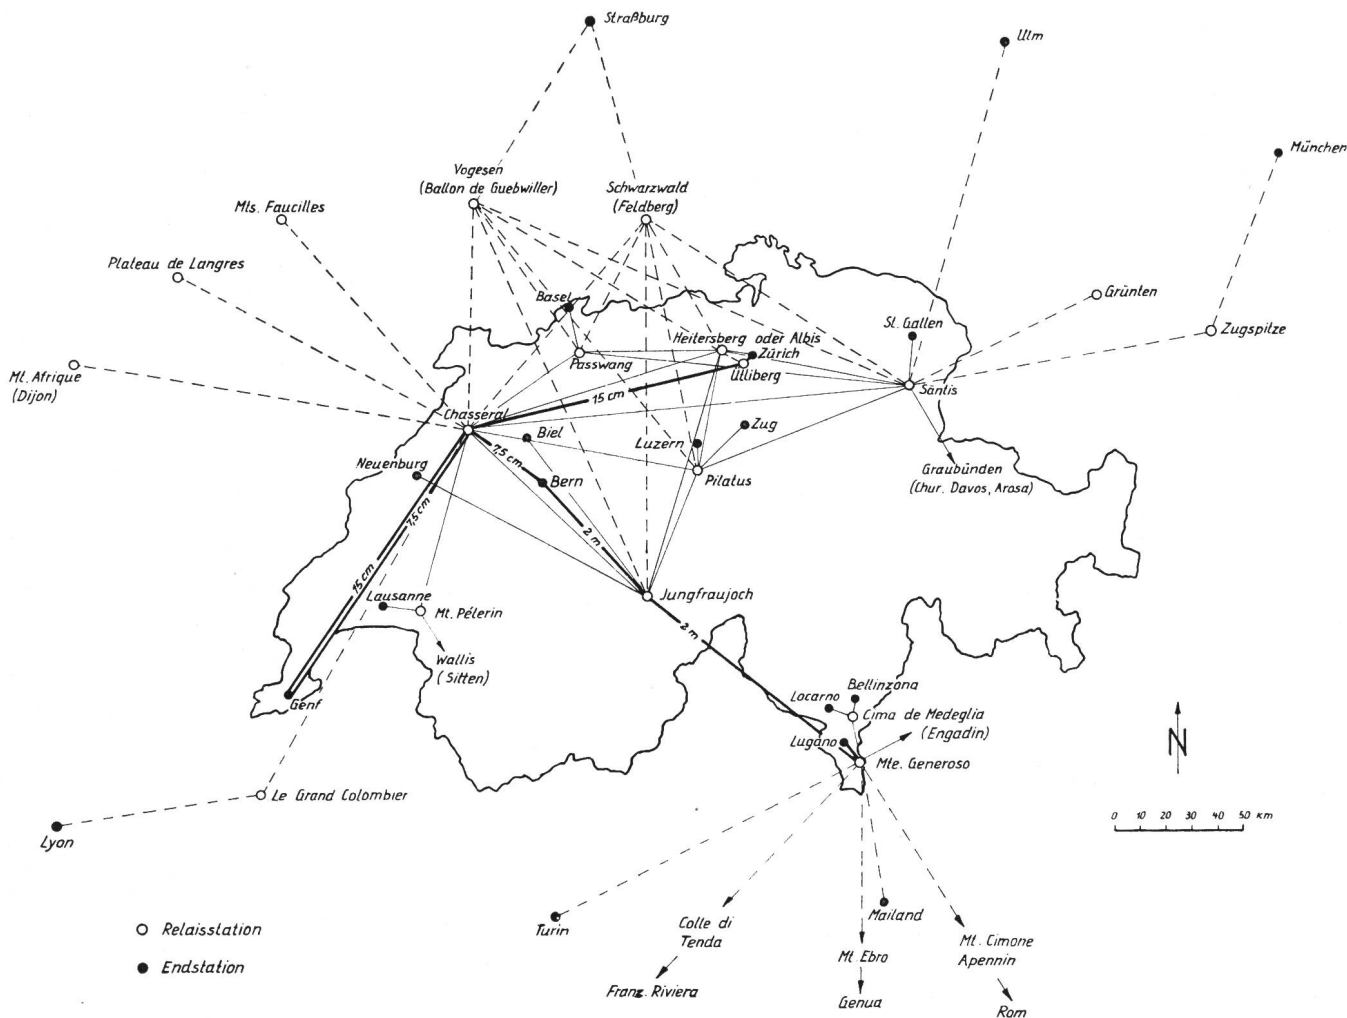 Straßburg
Ulm
München
Vogesen
(Ballon de Guebwiller)
Schwarzwald
(Feldberg)
Mts. Faucilles
Plateau de Langres
Basel
Grünten
St. Gallen
Zugspitze
Heitersberg oder Albis
Zürich
Passwang
Ütliberg
Mt. Afrique
(Dijon)
Säntis
15 cm
Chasseral
Biel
Luzern
Zug
7,5 cm
Neuenburg
Bern
Pilatus
Graubünden
(Chur. Davos, Arosa)
7,5 cm
2 m
15 cm
Lausanne
Mt. Pélerin
Jungfraujoch
2 m
Wallis
(Sitten)
Genf
Bellinzona
Locarno
Cima de Medeglia
(Engadin)
Lugano
Mte. Generoso
N
Le Grand Colombier
0 10 20 30 40 50 km
Lyon
Turin
Colle di
Tenda
Mailand
Relaisstation
Mt. Ebro
Mt. Cimone
Apennin
Endstation
Franz. Riviera
Genua
Rom